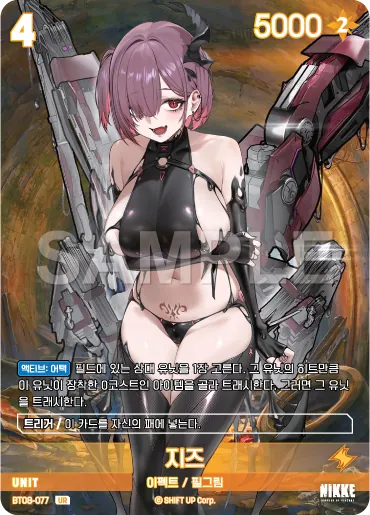 4
5000 2
SAMPLE
액티브: 어택 필드에 있는 상대 유닛을 1장 고른다. 그 유닛의 히트만큼
이 유닛이 장착한 0코스트인 아이템을 골라 트래시한다. 그러면 그 유닛
을 트래시한다.
트리거 / 이 카드를 자신의 패에 넣는다.
지즈
UNIT
아펙트 / 필그림
BT08-077 UR
© SHIFT UP Corp.
NIKKE